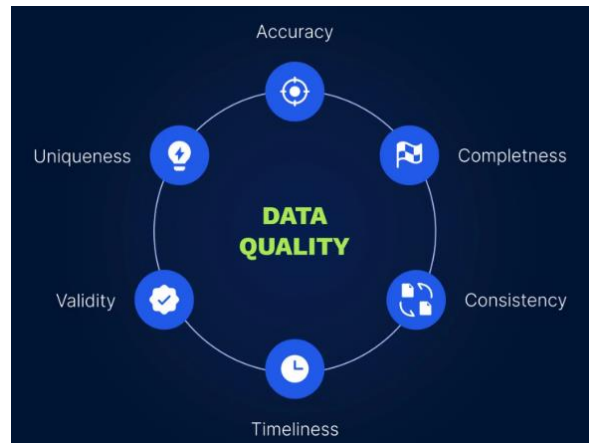 Accuracy
Uniqueness
Completness
DATA
QUALITY
Validity
Consistency
Timeliness